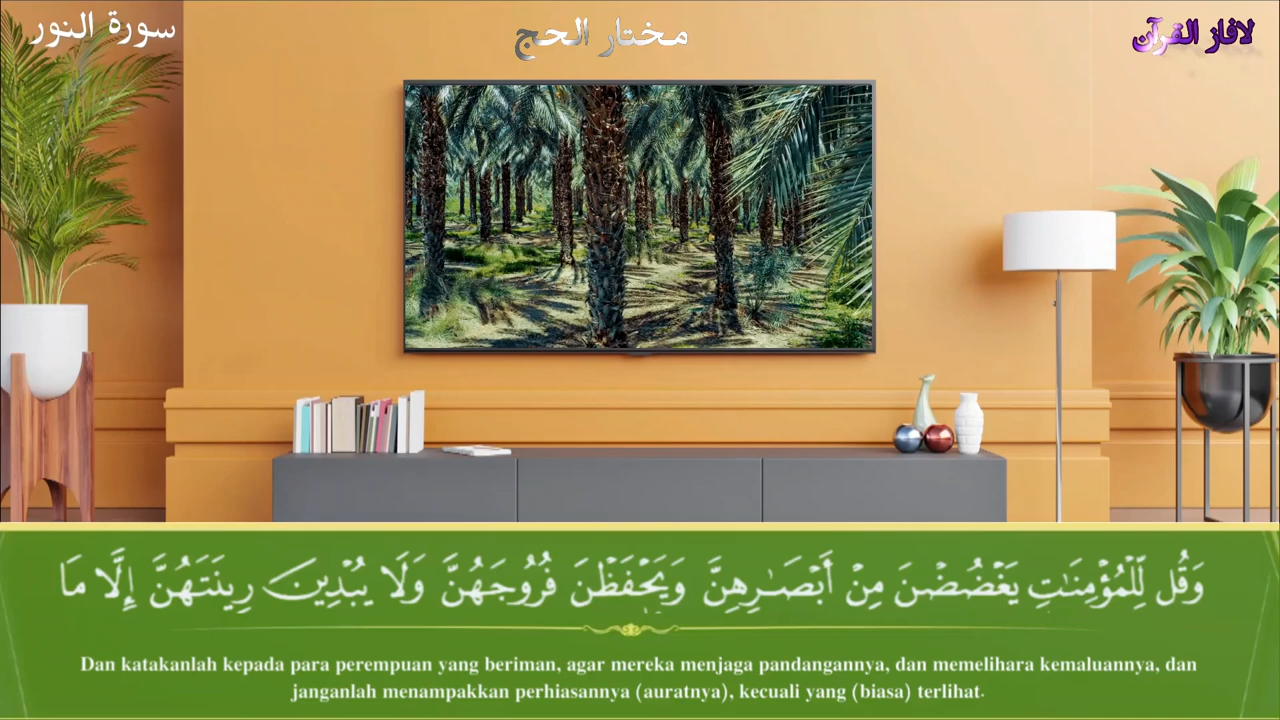 سورة النور
مختار الحج
لافاز القرآن
وَقُل لِّلْمُؤْمِنَٰتِ يَغْضُضْنَ مِنْ أَبْصَٰرِهِنَّ وَيَحْفَظْنَ فُرُوجَهُنَّ وَلَا يُبْدِينَ زِينَتَهُنَّ إِلَّا مَا
Dan katakanlah kepada para perempuan yang beriman, agar mereka menjaga pandangannya, dan memelihara kemaluannya, dan
janganlah menampakkan perhiasannya (auratnya), kecuali yang (biasa) terlihat.